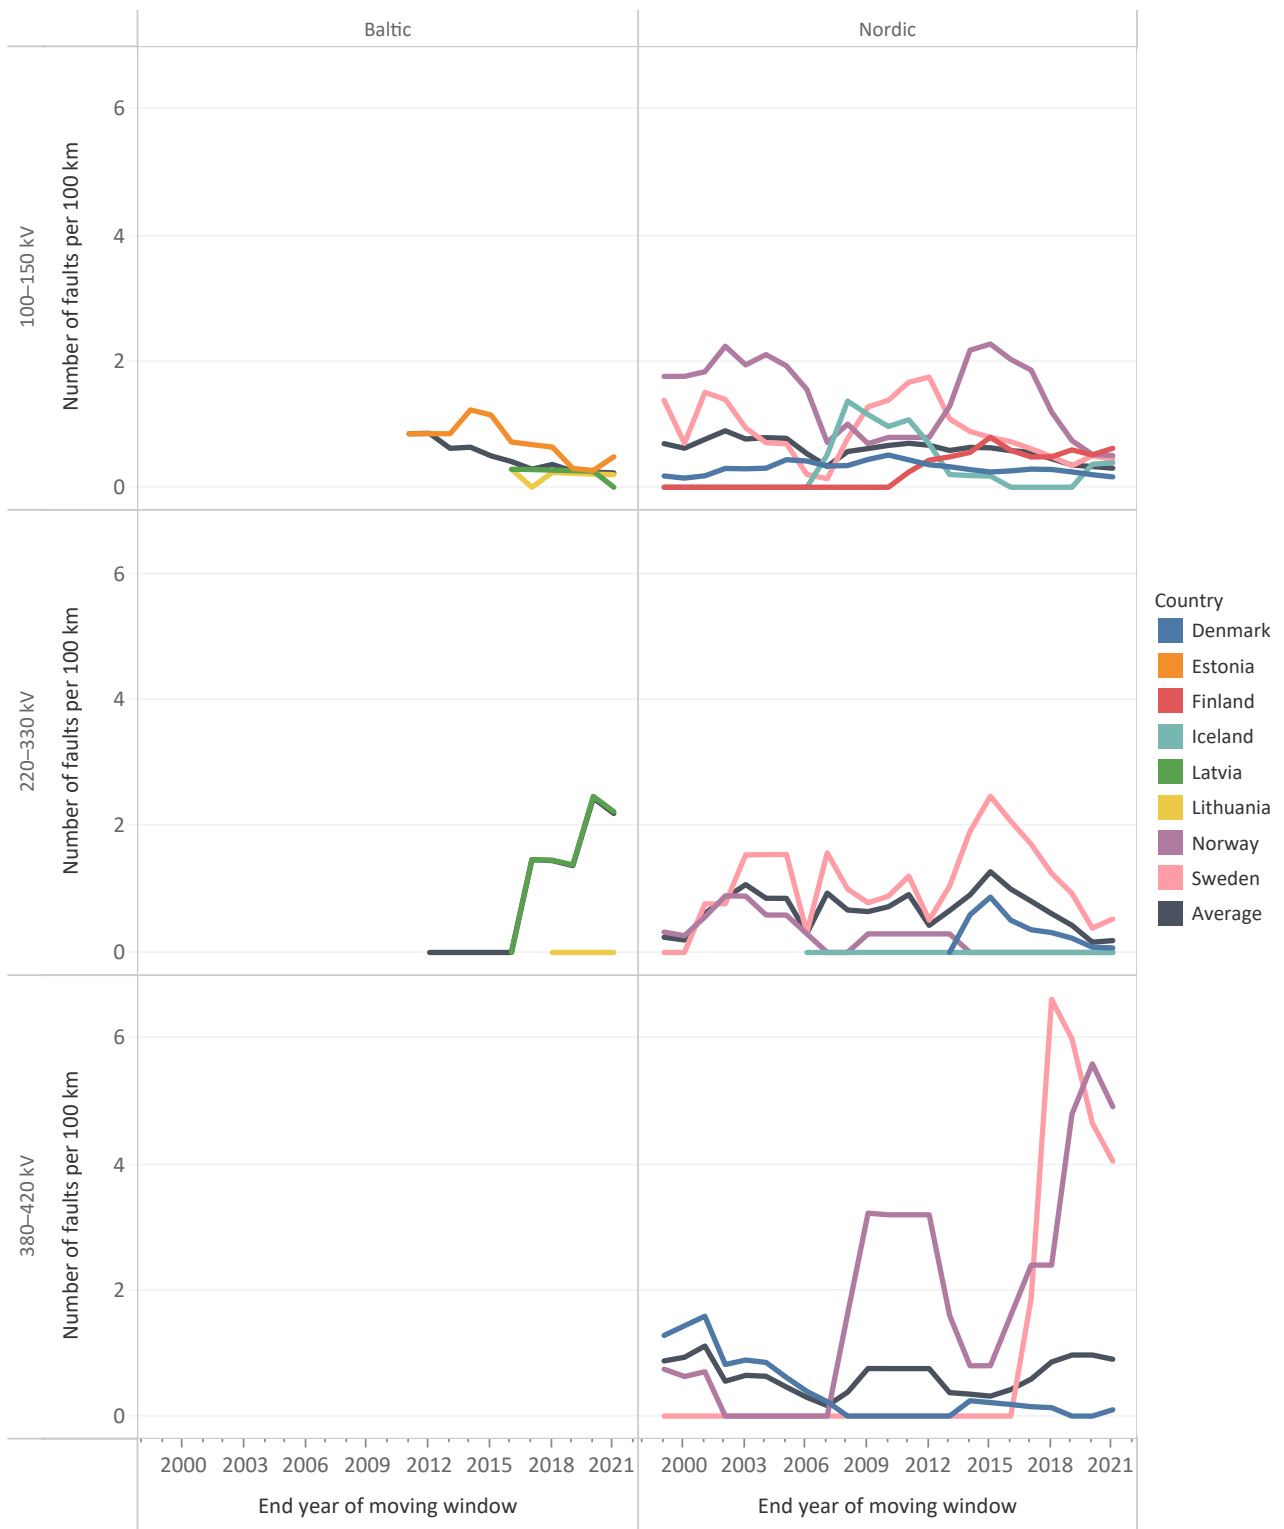 Baltic
Nordic
100–150 kV
Number of faults per 100 km
6
4
2
0
220–330 kV
Number of faults per 100 km
6
4
2
0
380–420 kV
Number of faults per 100 km
6
4
2
0
2000 2003 2006 2009 2012 2015 2018 2021
2000 2003 2006 2009 2012 2015 2018 2021
End year of moving window
End year of moving window
Country
Denmark
Estonia
Finland
Iceland
Latvia
Lithuania
Norway
Sweden
Average